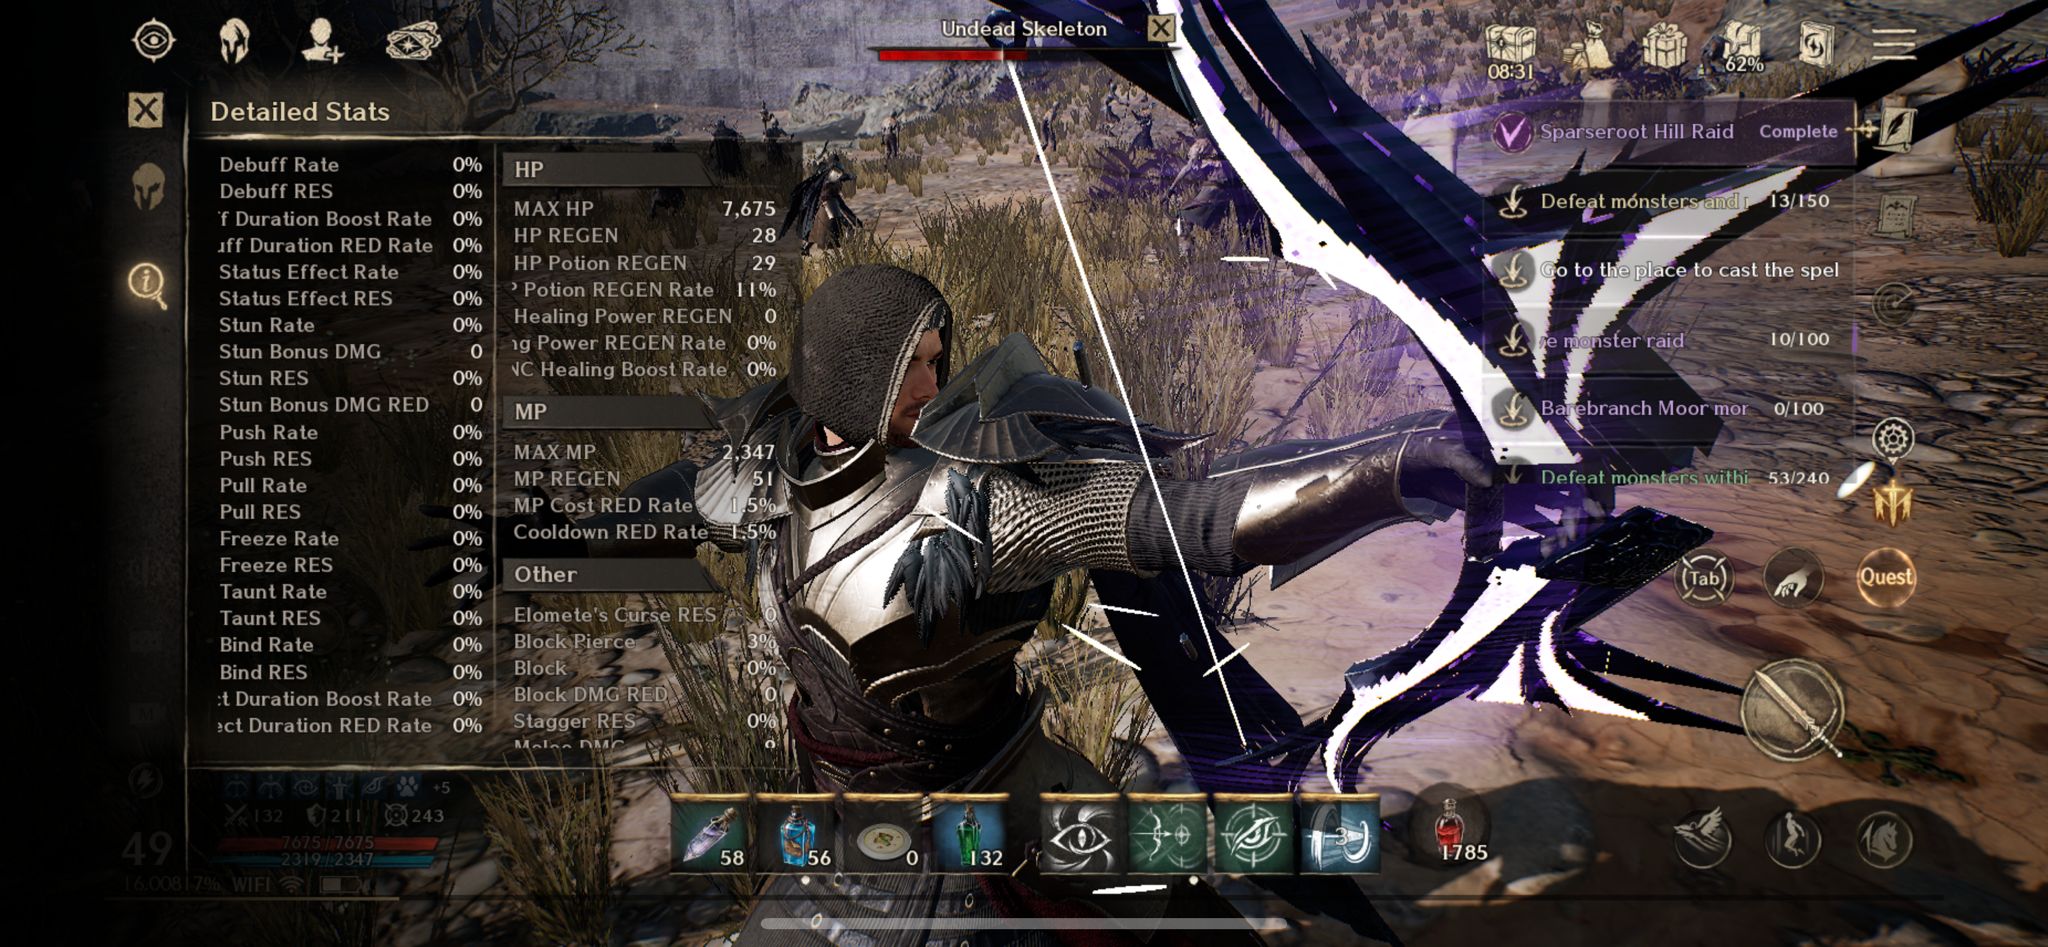 Undead Skeleton
08:31
62%
Detailed Stats
Debuff Rate 0%
Debuff RES 0%
f Duration Boost Rate 0%
uff Duration RED Rate 0%
Status Effect Rate 0%
Status Effect RES 0%
Stun Rate 0%
Stun Bonus DMG 0
Stun RES 0%
Stun Bonus DMG RED 0
Push Rate 0%
Push RES 0%
Pull Rate 0%
Pull RES 0%
Freeze Rate 0%
Freeze RES 0%
Taunt Rate 0%
Taunt RES 0%
Bind Rate 0%
Bind RES 0%
ct Duration Boost Rate 0%
ect Duration RED Rate 0%
HP
MAX HP 7,675
HP REGEN 28
HP Potion REGEN 29
P Potion REGEN Rate 11%
Healing Power REGEN 0
ng Power REGEN Rate 0%
NC Healing Boost Rate 0%
MP
MAX MP 2,347
MP REGEN 51
MP Cost RED Rate 1.5%
Cooldown RED Rate 1.5%
Other
Elomete's Curse RES 0
Block Pierce 3%
Block 0%
Block DMG RED 0
Stagger RES 0%
Melee DMG 9
Sparseroot Hill Raid Complete
Defeat monsters and 13/150
Go to the place to cast the spel
e monster raid 10/100
Barebranch Moor mor 0/100
Defeat monsters withi 53/240
Tab
Quest
+5
132 211 243
49
7675/7675
2319/2347
16.00817% WIFI
58
56
0
132
3
1785